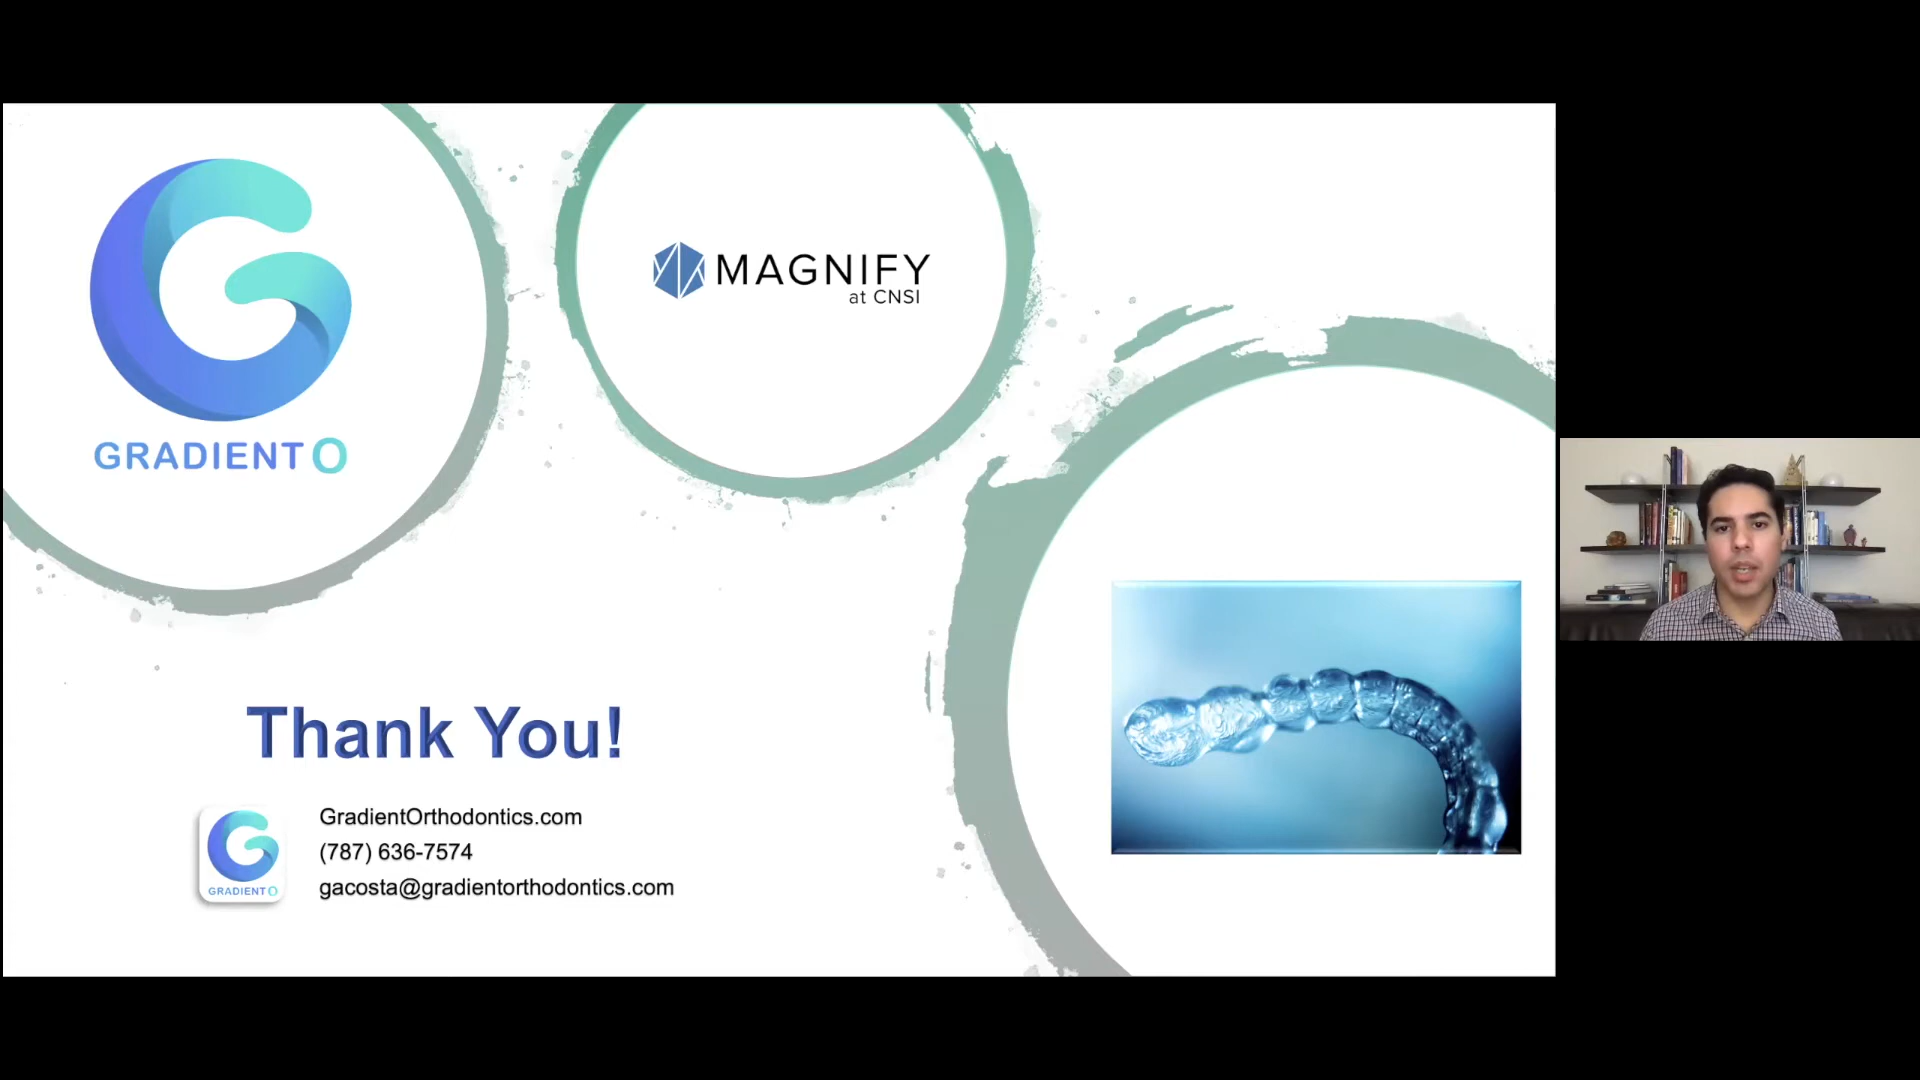 GRADIENT O
MAGNIFY
at CNSI
Thank You!
GRADIENT O
GradientOrthodontics.com
(787) 636-7574
gacosta@gradientorthodontics.com